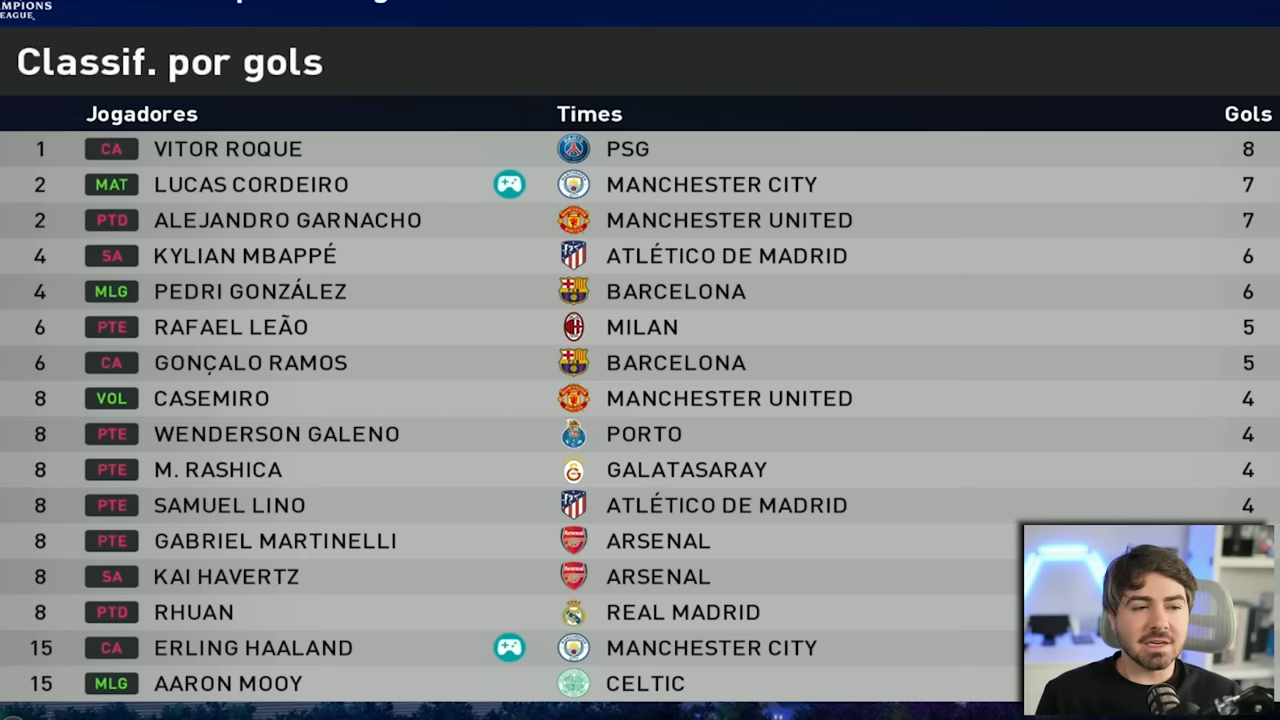 MPIONS
EAGUE
Classif. por gols
Jogadores Times Gols
1 CA VITOR ROQUE PSG 8
2 MAT LUCAS CORDEIRO MANCHESTER CITY 7
2 PTD ALEJANDRO GARNACHO MANCHESTER UNITED 7
4 SA KYLIAN MBAPPÉ ATLÉTICO DE MADRID 6
4 MLG PEDRI GONZÁLEZ BARCELONA 6
6 PTE RAFAEL LEÃO MILAN 5
6 CA GONÇALO RAMOS BARCELONA 5
8 VOL CASEMIRO MANCHESTER UNITED 4
8 PTE WENDERSON GALENO PORTO 4
8 PTE M. RASHICA GALATASARAY 4
8 PTE SAMUEL LINO ATLÉTICO DE MADRID 4
8 PTE GABRIEL MARTINELLI ARSENAL
8 SA KAI HAVERTZ ARSENAL
8 PTD RHUAN REAL MADRID
15 CA ERLING HAALAND MANCHESTER CITY
15 MLG AARON MOOY CELTIC